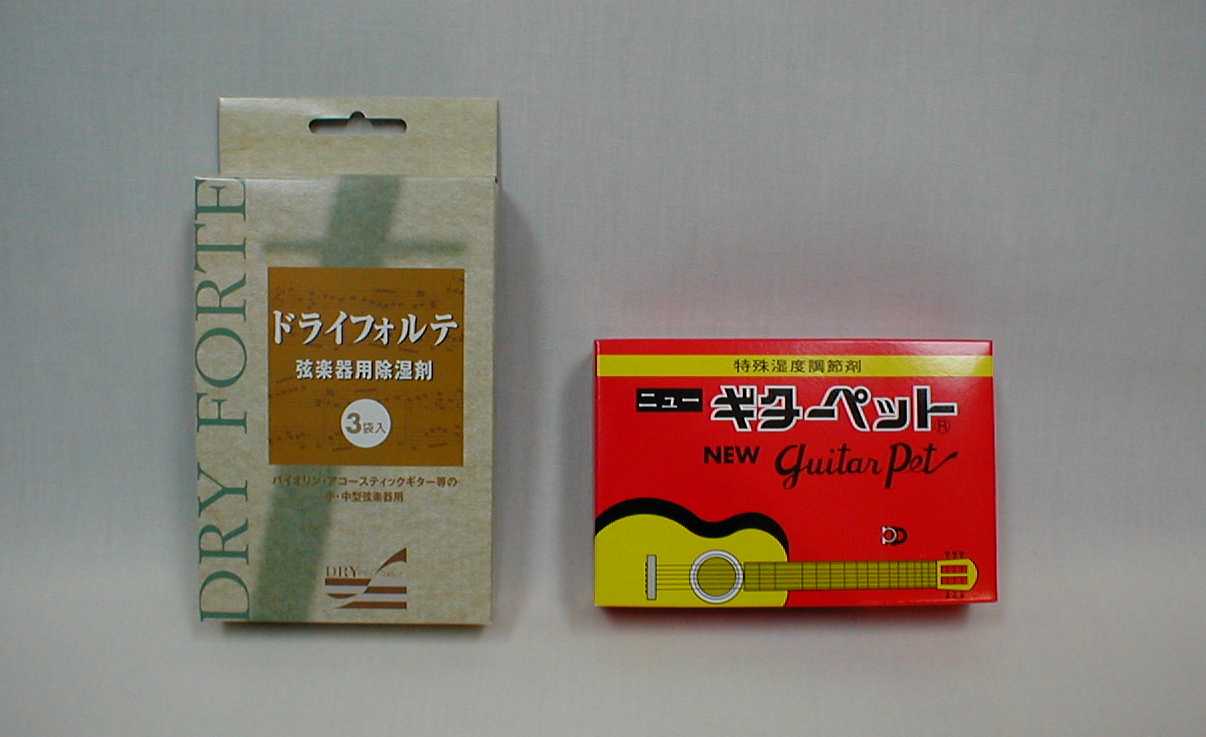 DRY FORTE
ドライフォルテ
弦楽器用除湿剤
3袋入
バイオリン・アコースティックギター等の
小・中型弦楽器用
DRY
特殊湿度調節剤
ニュー ギターペット®
NEW guitar Pet